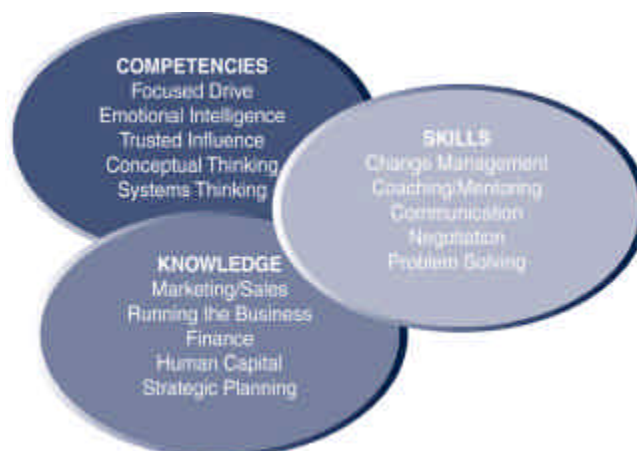 COMPETENCIES
Focused Drive
Emotional Intelligence
Trusted Influence
Conceptual Thinking
Systems Thinking
SKILLS
Change Management
Coaching/Mentoring
Communication
Negotiation
Problem Solving
KNOWLEDGE
Marketing/Sales
Running the Business
Finance
Human Capital
Strategic Planning